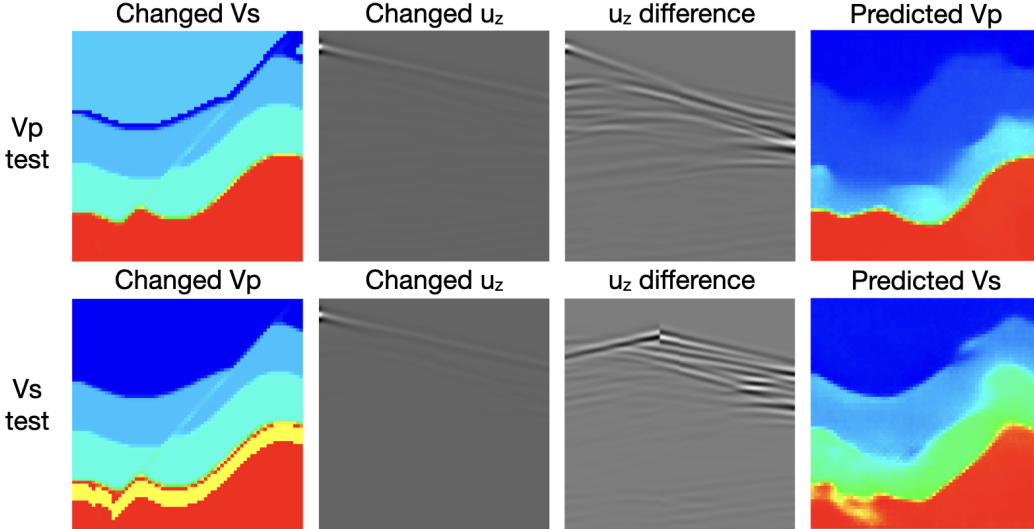 Changed Vs
Changed uz
uz difference
Predicted Vp
Vp
test
Changed Vp
Changed uz
uz difference
Predicted Vs
Vs
test